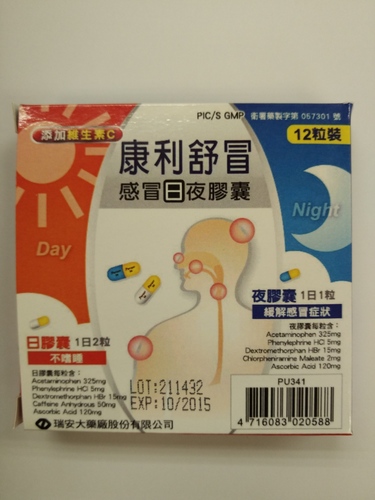 PIC/S GMP 衛署藥製字第 057301 號
添加維生素C
12粒裝
康利舒冒
感冒日夜膠囊
Day
Night
日膠囊 1日2粒
不嗜睡
日膠囊每粒含：
Acetaminophen 325mg
Phenylephrine HCl 5mg
Dextromethorphan HBr 15mg
Caffeine Anhydrous 50mg
Ascorbic Acid 120mg
夜膠囊 1日1粒
緩解感冒症狀
夜膠囊每粒含：
Acetaminophen 325mg
Phenylephrine HCl 5mg
Dextromethorphan HBr 15mg
Chlorpheniramine Maleate 2mg
Ascorbic Acid 120mg
LOT:211432
EXP:10/2015
PU341
4 716083 020588
瑞安大藥廠股份有限公司